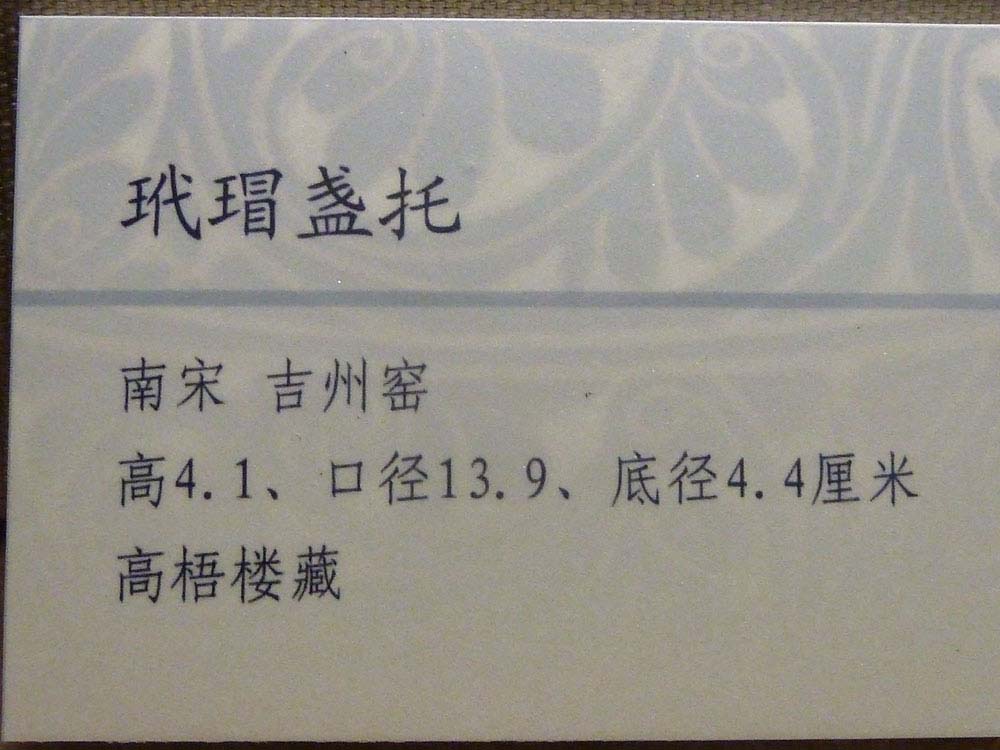 玳瑁盏托
南宋 吉州窑
高4.1、口径13.9、底径4.4厘米
高梧楼藏